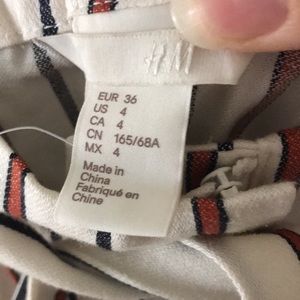 H&M
EUR 36
US 4
CA 4
CN 165/68A
MX 4
Made in
China
Fabriqué en
Chine